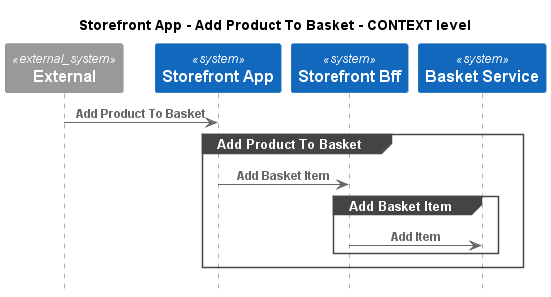 Storefront App - Add Product To Basket - CONTEXT level
«external_system»
External
«system»
Storefront App
«system»
Storefront Bff
«system»
Basket Service
Add Product To Basket
Add Product To Basket
Add Basket Item
Add Basket Item
Add Item